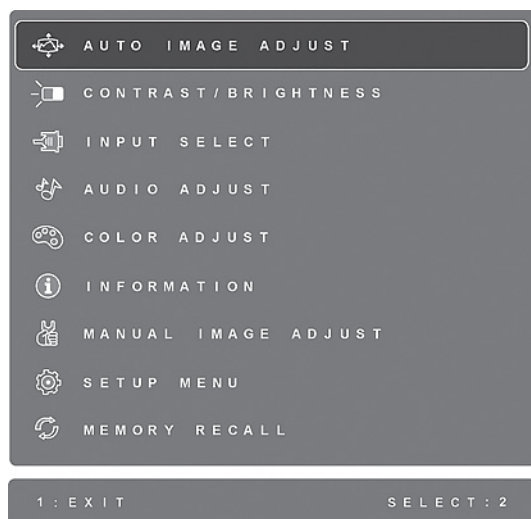 AUTO IMAGE ADJUST
CONTRAST/BRIGHTNESS
INPUT SELECT
AUDIO ADJUST
COLOR ADJUST
INFORMATION
MANUAL IMAGE ADJUST
SETUP MENU
MEMORY RECALL
1:EXIT SELECT:2